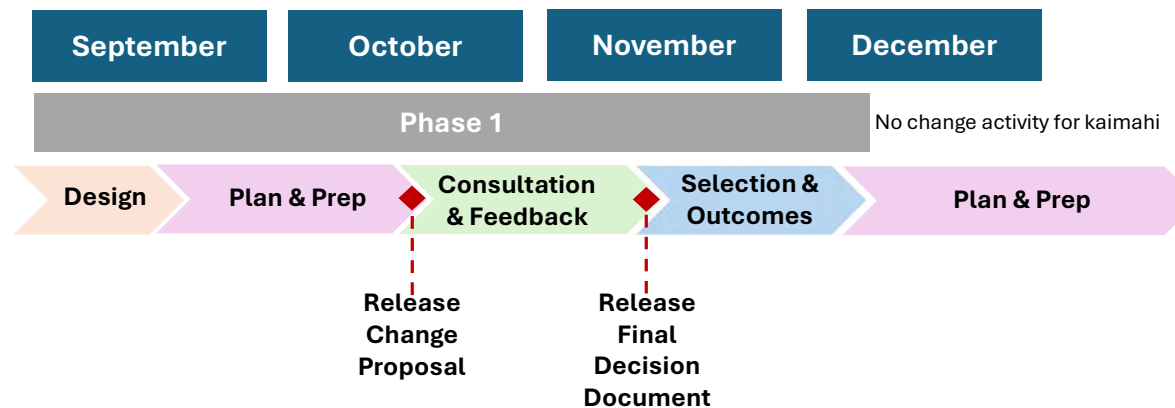 September
October
November
December
Phase 1
No change activity for kaimahi
Design
Plan & Prep
Consultation
& Feedback
Selection &
Outcomes
Plan & Prep
Release
Change
Proposal
Release
Final
Decision
Document